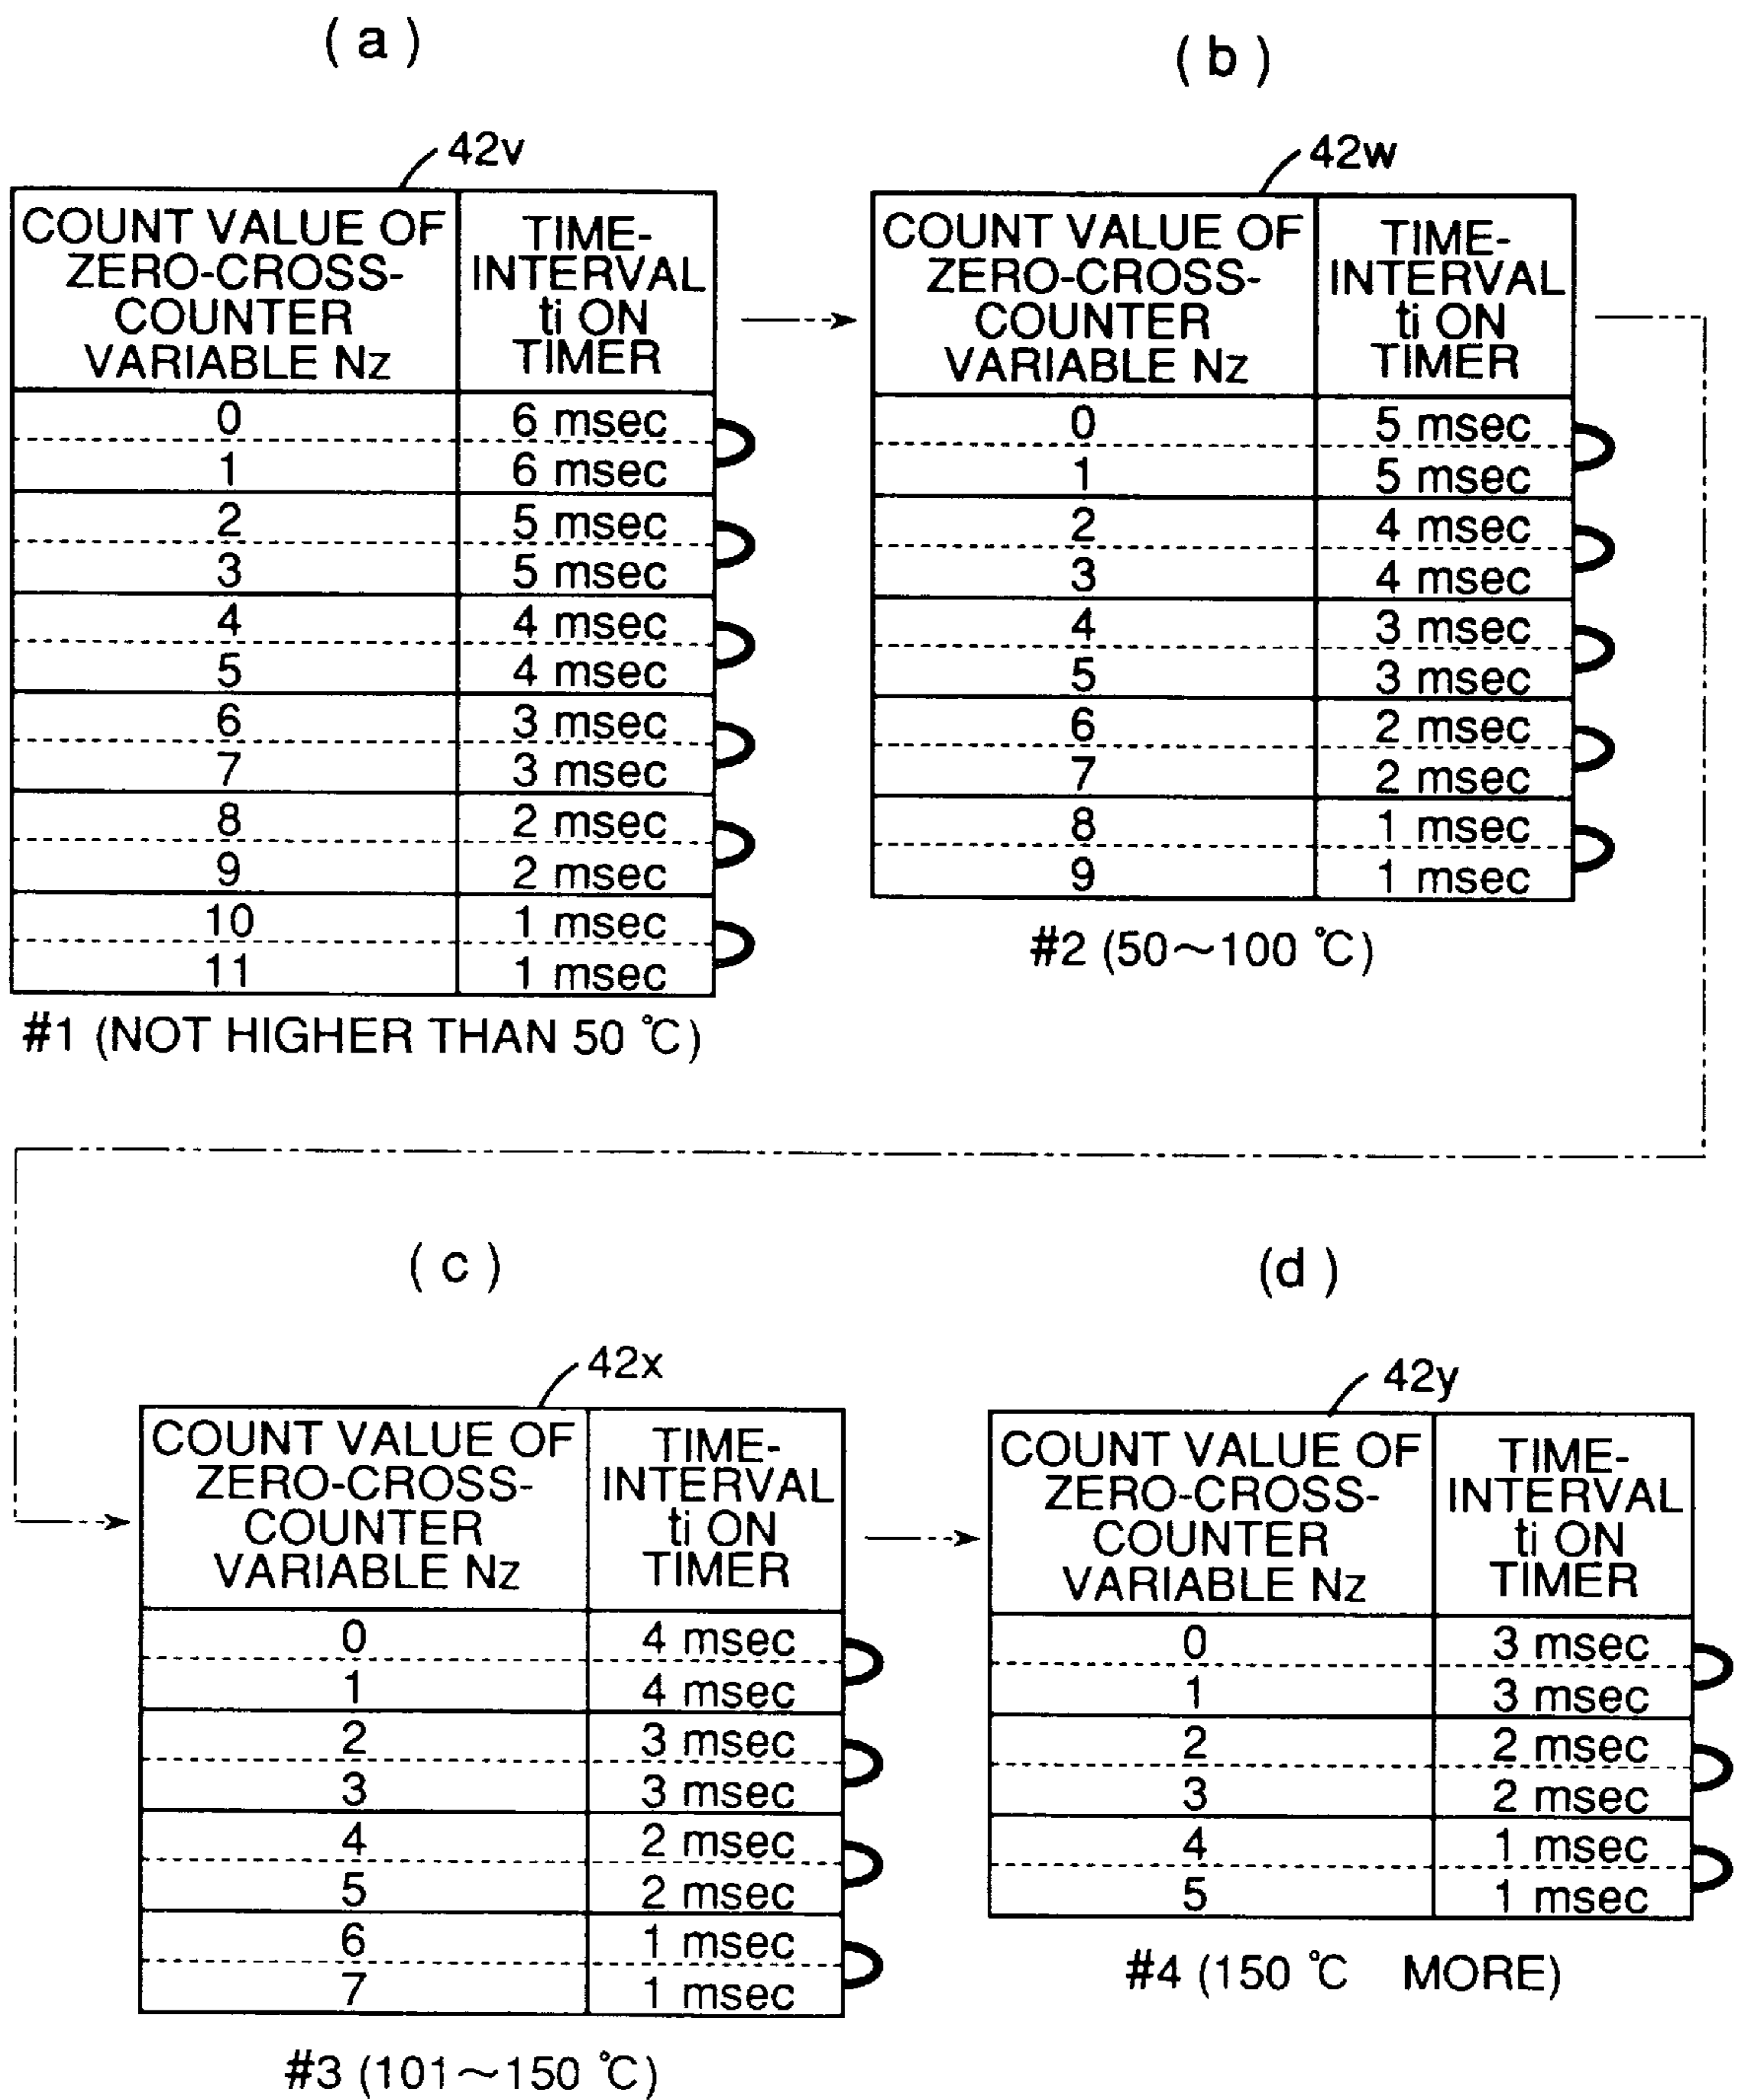 ( a )
42v
COUNT VALUE OF
ZERO-CROSS-
COUNTER
VARIABLE Nz
TIME-
INTERVAL
ti ON
TIMER
0 6 msec
1 6 msec
2 5 msec
3 5 msec
4 4 msec
5 4 msec
6 3 msec
7 3 msec
8 2 msec
9 2 msec
10 1 msec
11 1 msec
#1 (NOT HIGHER THAN 50 ℃)
( b )
42w
COUNT VALUE OF
ZERO-CROSS-
COUNTER
VARIABLE Nz
TIME-
INTERVAL
ti ON
TIMER
0 5 msec
1 5 msec
2 4 msec
3 4 msec
4 3 msec
5 3 msec
6 2 msec
7 2 msec
8 1 msec
9 1 msec
#2 (50～100 ℃)
( c )
42x
COUNT VALUE OF
ZERO-CROSS-
COUNTER
VARIABLE Nz
TIME-
INTERVAL
ti ON
TIMER
0 4 msec
1 4 msec
2 3 msec
3 3 msec
4 2 msec
5 2 msec
6 1 msec
7 1 msec
#3 (101～150 ℃)
(d )
42y
COUNT VALUE OF
ZERO-CROSS-
COUNTER
VARIABLE Nz
TIME-
INTERVAL
ti ON
TIMER
0 3 msec
1 3 msec
2 2 msec
3 2 msec
4 1 msec
5 1 msec
#4 (150 ℃ MORE)